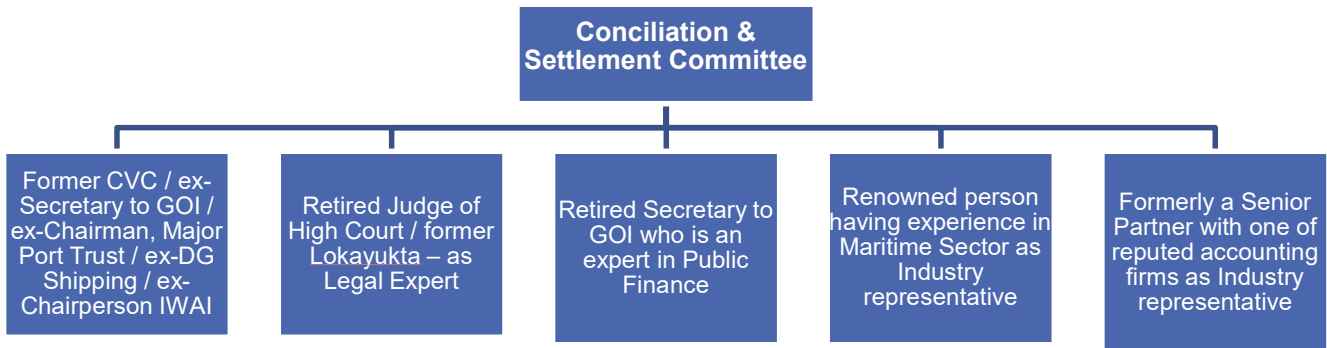 Conciliation &
Settlement Committee
Former CVC / ex-
Secretary to GOI /
ex-Chairman, Major
Port Trust / ex-DG
Shipping / ex-
Chairperson IWAI
Retired Judge of
High Court / former
Lokayukta – as
Legal Expert
Retired Secretary to
GOI who is an
expert in Public
Finance
Renowned person
having experience in
Maritime Sector as
Industry
representative
Formerly a Senior
Partner with one of
reputed accounting
firms as Industry
representative